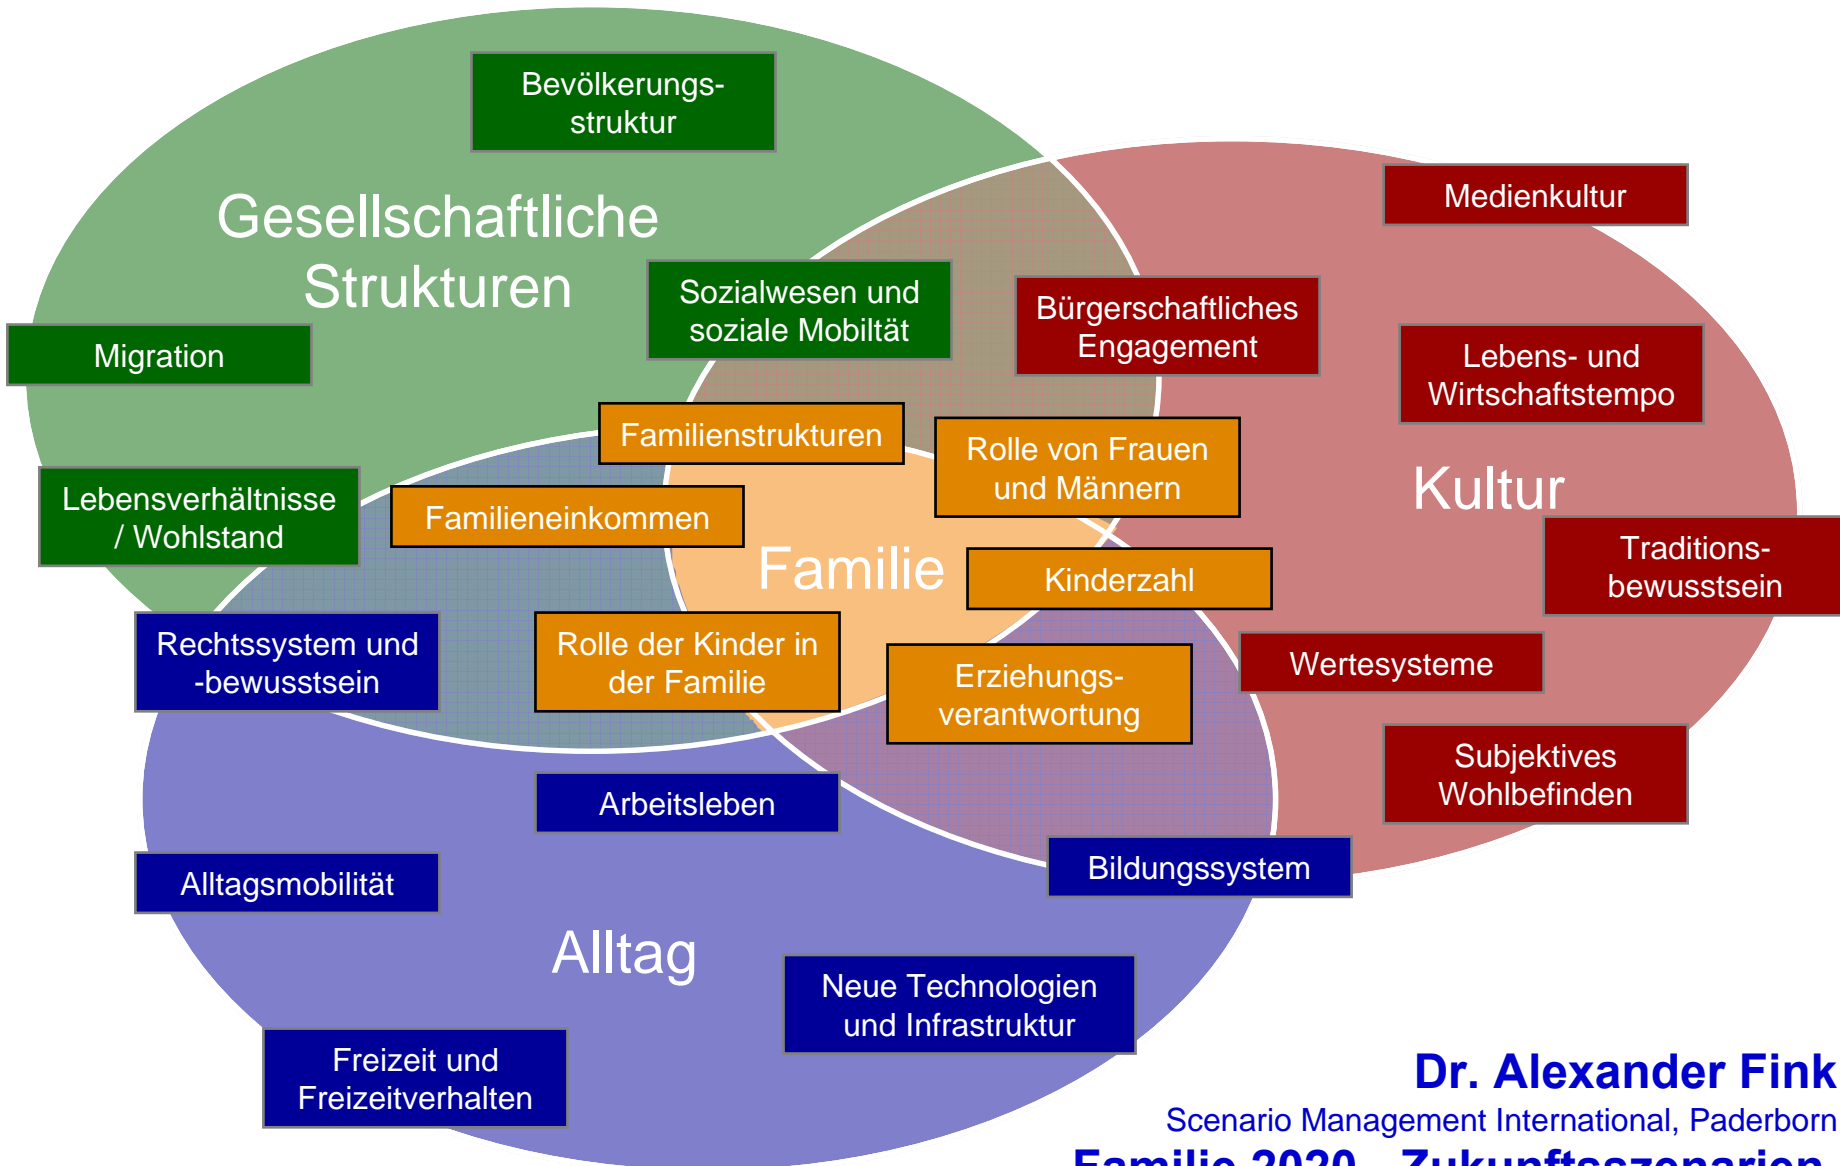 Bevölkerungs-
struktur
Gesellschaftliche
Strukturen
Medienkultur
Sozialwesen und
soziale Mobiltät
Bürgerschaftliches
Engagement
Migration
Lebens- und
Wirtschaftstempo
Familienstrukturen
Rolle von Frauen
und Männern
Kultur
Lebensverhältnisse
/ Wohlstand
Familieneinkommen
Familie
Kinderzahl
Traditions-
bewusstsein
Rechtssystem und
-bewusstsein
Rolle der Kinder in
der Familie
Erziehungs-
verantwortung
Wertesysteme
Subjektives
Wohlbefinden
Arbeitsleben
Alltagsmobilität
Bildungssystem
Alltag
Neue Technologien
und Infrastruktur
Freizeit und
Freizeitverhalten
Dr. Alexander Fink
Scenario Management International, Paderborn
Familie 2020 - Zukunftsszenarien